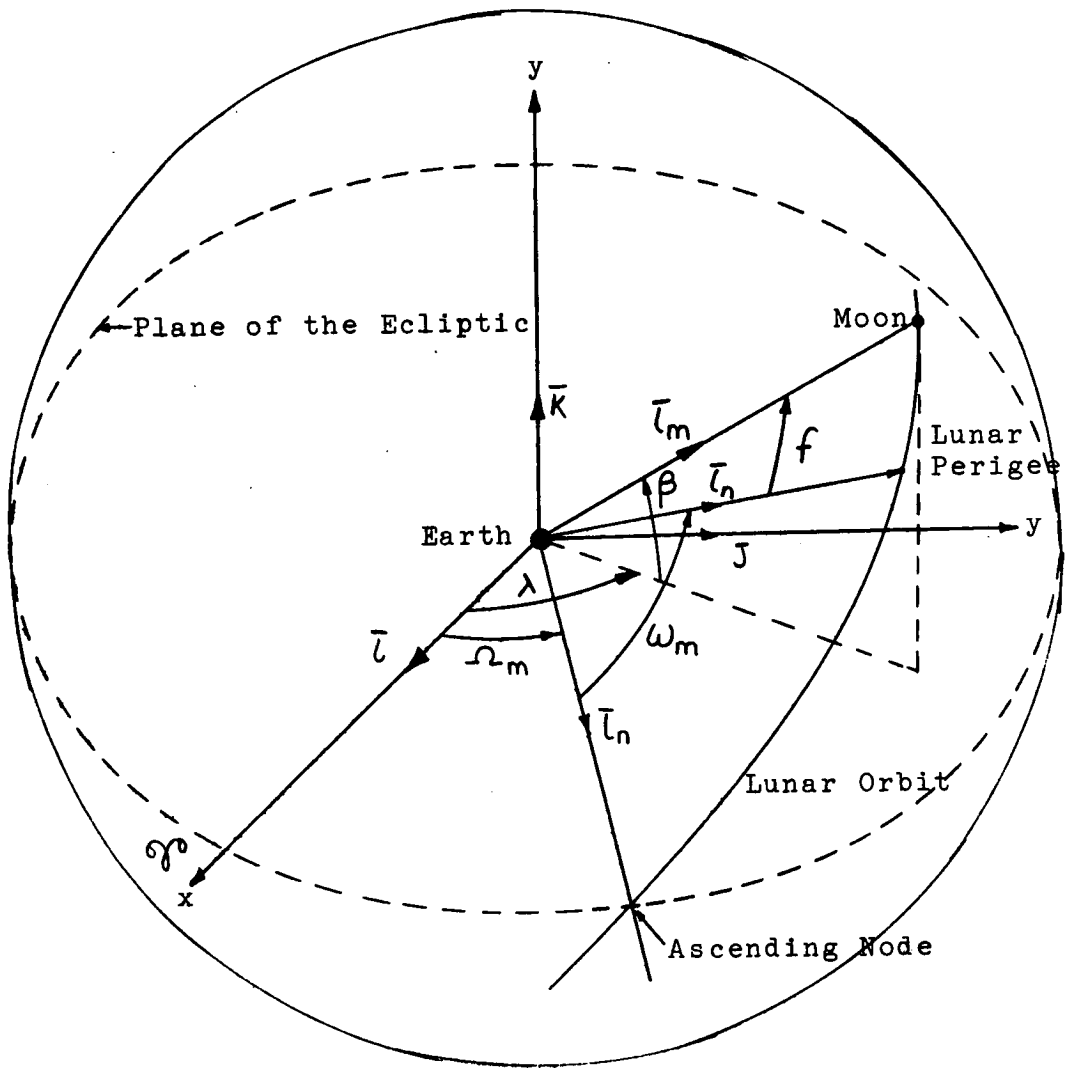 y
Plane of the Ecliptic
Moon
K̄
l̄m
f
Lunar
Perigee
β
l̄n
Earth
y
J
λ
ωm
l̄
Ωm
l̄n
Lunar Orbit
♈
x
Ascending Node